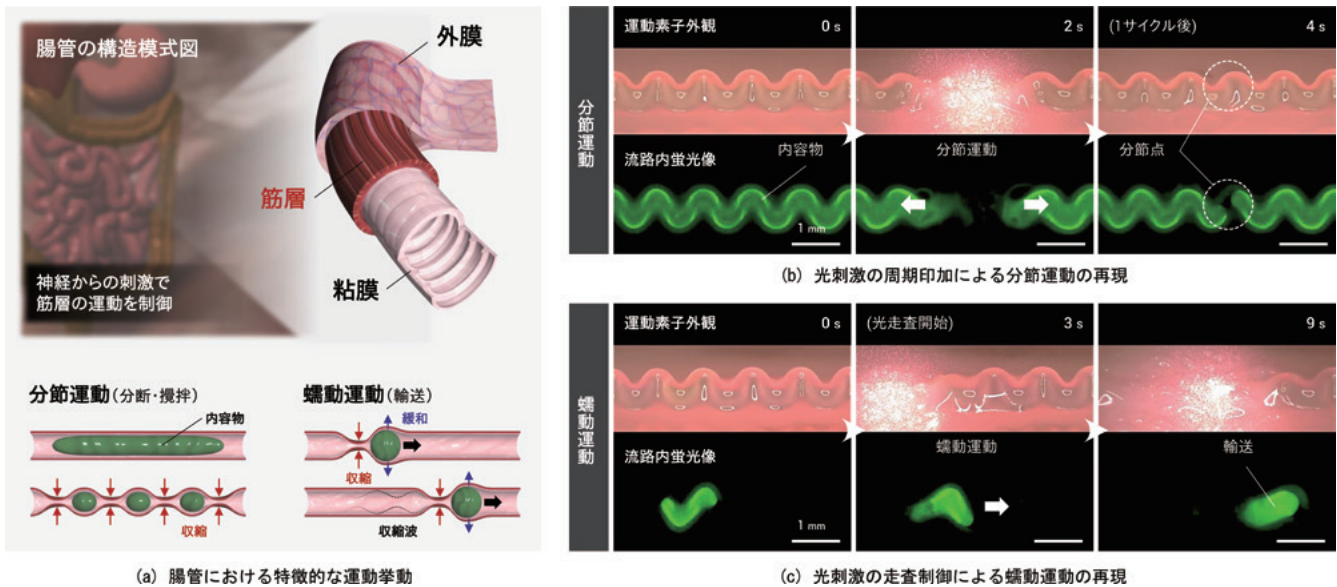 腸管の構造模式図
外膜
筋層
粘膜
神経からの刺激で
筋層の運動を制御
分節運動(分断・攪拌)
内容物
収縮
蠕動運動(輸送)
緩和
収縮
収縮波
(a) 腸管における特徴的な運動挙動
分節運動
運動素子外観
0 s
2 s
(1サイクル後)
4 s
流路内蛍光像
内容物
1 mm
分節運動
分節点
(b) 光刺激の周期印加による分節運動の再現
蠕動運動
運動素子外観
0 s
(光走査開始)
3 s
9 s
流路内蛍光像
1 mm
蠕動運動
輸送
(c) 光刺激の走査制御による蠕動運動の再現